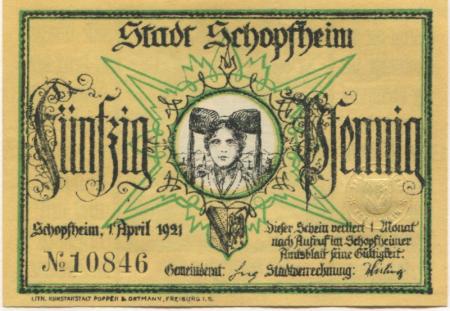 Stadt Schopfheim
Fünfzig Pfennig
Schopfheim, 1. April 1921
№ 10846
Dieser Schein verliert 1 Monat
nach Aufruf im Schopfheimer
Amtsblatt seine Gültigkeit.
Gemeinderat: Stadtverrechnung:
LITH. KUNSTANSTALT POPPEN & ORTMANN, FREIBURG I. B.